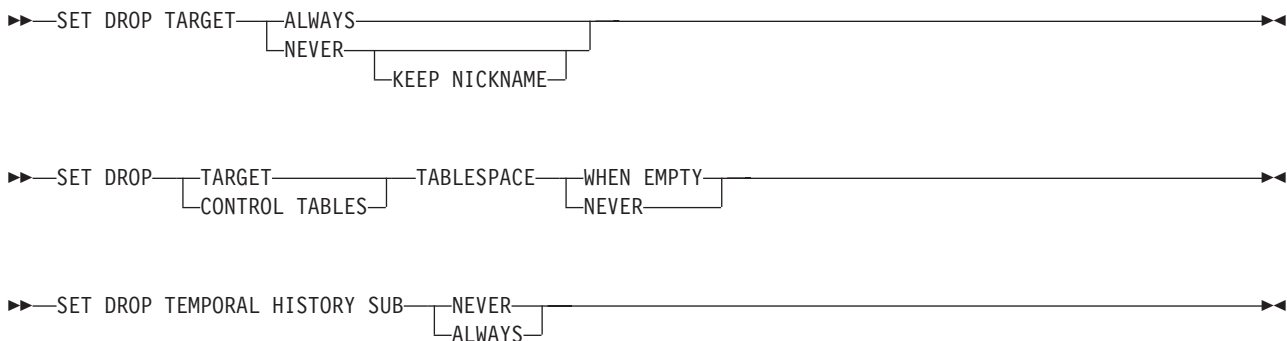 SET DROP TARGET ALWAYS
NEVER
KEEP NICKNAME
SET DROP TARGET TABLESPACE WHEN EMPTY
CONTROL TABLES NEVER
SET DROP TEMPORAL HISTORY SUB NEVER
ALWAYS